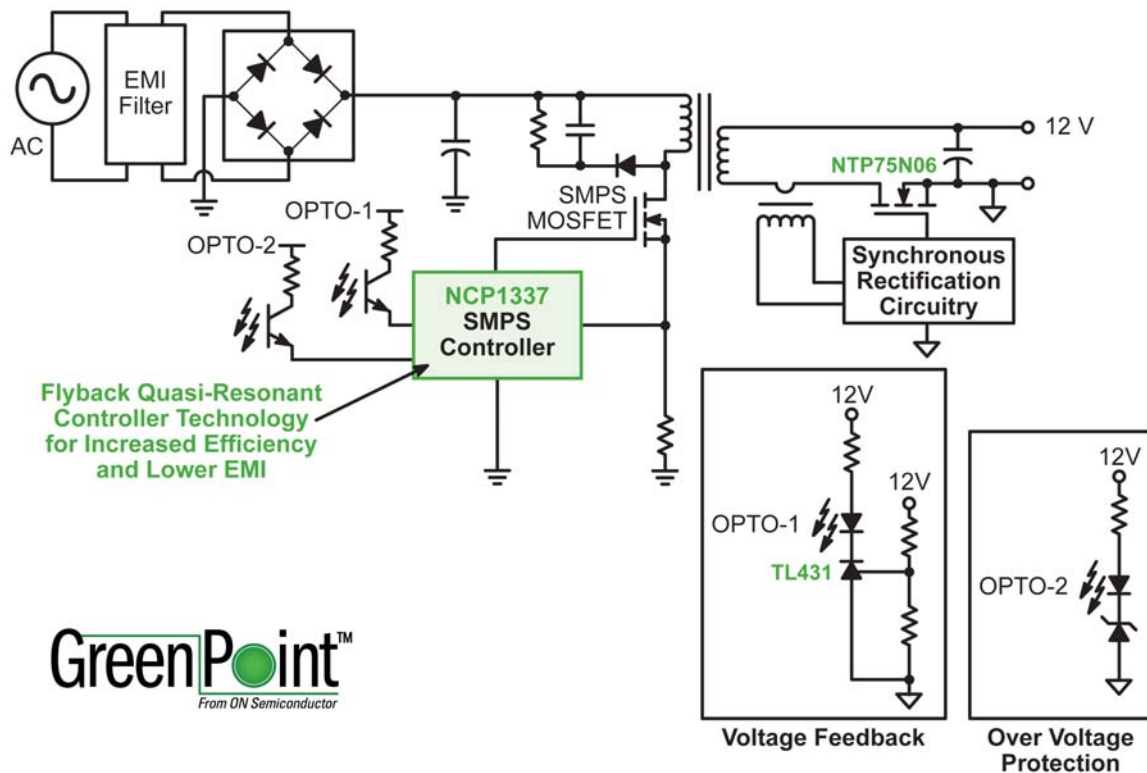 EMI
Filter
AC
12 V
NTP75N06
SMPS
MOSFET
OPTO-1
OPTO-2
NCP1337
SMPS
Controller
Synchronous
Rectification
Circuitry
Flyback Quasi-Resonant
Controller Technology
for Increased Efficiency
and Lower EMI
12V
12V
OPTO-1
TL431
Voltage Feedback
12V
OPTO-2
Over Voltage
Protection
GreenPoint™
From ON Semiconductor